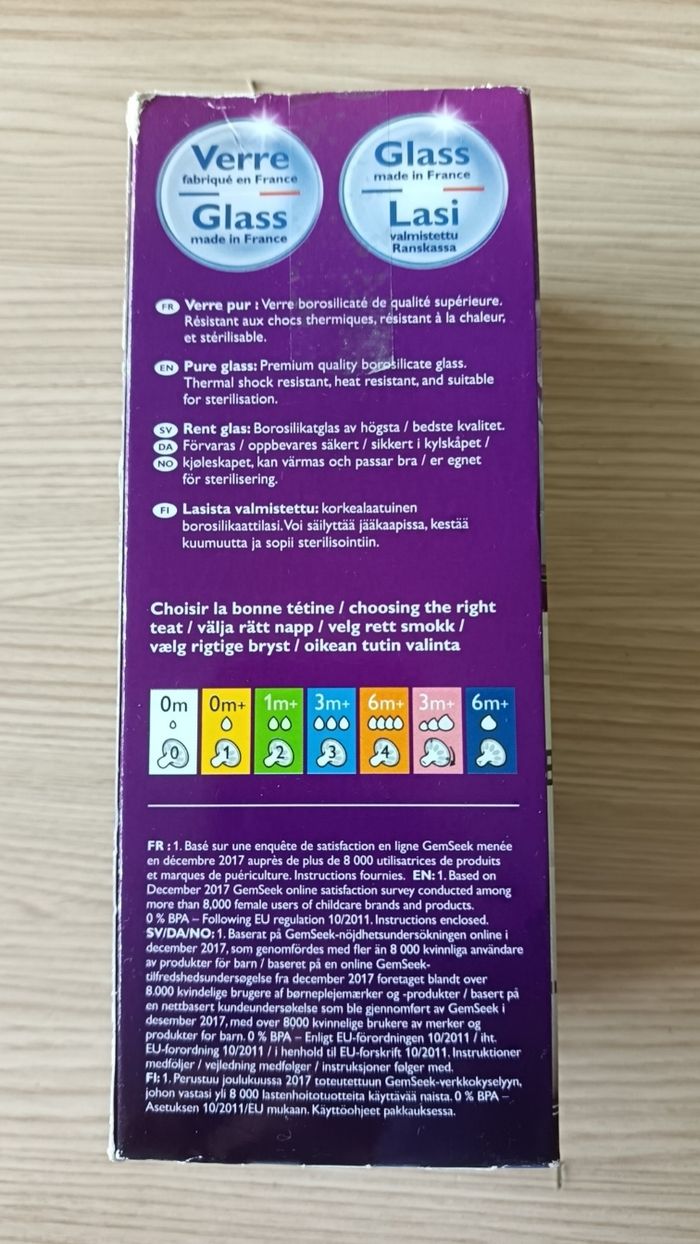 Verre
fabriqué en France
Glass
made in France
Glass
made in France
Lasi
valmistettu
Ranskassa
FR Verre pur : Verre borosilicaté de qualité supérieure.
Résistant aux chocs thermiques, résistant à la chaleur,
et stérilisable.
EN Pure glass: Premium quality borosilicate glass.
Thermal shock resistant, heat resistant, and suitable
for sterilisation.
SV Rent glas: Borosilikatglas av högsta / bedste kvalitet.
DA Förvaras / oppbevares säkert / sikkert i kylskåpet /
NO kjøleskapet, kan värmas och passar bra / er egnet
för sterilisering.
FI Lasista valmistettu: korkealaatuinen
borosilikaattilasi. Voi säilyttää jääkaapissa, kestää
kuumuutta ja sopii sterilisointiin.
Choisir la bonne tétine / choosing the right
teat / välja rätt napp / velg rett smokk /
vælg rigtige bryst / oikean tutin valinta
0m 0m+ 1m+ 3m+ 6m+ 3m+ 6m+
0 1 2 3 4
FR : 1. Basé sur une enquête de satisfaction en ligne GemSeek menée
en décembre 2017 auprès de plus de 8 000 utilisatrices de produits
et marques de puériculture. Instructions fournies. EN: 1. Based on
December 2017 GemSeek online satisfaction survey conducted among
more than 8,000 female users of childcare brands and products.
0 % BPA – Following EU regulation 10/2011. Instructions enclosed.
SV/DA/NO: 1. Baserat på GemSeek-nöjdhetsundersökningen online i
december 2017, som genomfördes med fler än 8 000 kvinnliga användare
av produkter för barn / baseret på en online GemSeek-
tilfredshedsundersøgelse fra december 2017 foretaget blandt over
8.000 kvindelige brugere af børneplejemærker og -produkter / basert på
en nettbasert kundeundersøkelse som ble gjennomført av GemSeek i
desember 2017, med over 8000 kvinnelige brukere av merker og
produkter for barn. 0 % BPA – Enligt EU-förordningen 10/2011 / iht.
EU-forordning 10/2011 / i henhold til EU-forskrift 10/2011. Instruktioner
medföljer / vejledning medfølger / instruksjoner følger med.
FI: 1. Perustuu joulukuussa 2017 toteutettuun GemSeek-verkkokyselyyn,
johon vastasi yli 8 000 lastenhoitotuotteita käyttävää naista. 0 % BPA –
Asetuksen 10/2011/EU mukaan. Käyttöohjeet pakkauksessa.